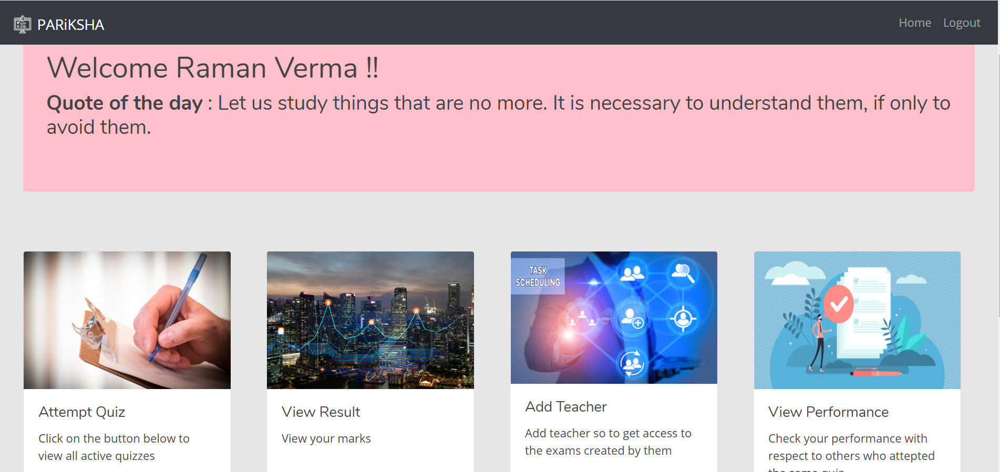 PARiKSHA
Home Logout
Welcome Raman Verma !!
Quote of the day : Let us study things that are no more. It is necessary to understand them, if only to
avoid them.
TASK
SCHEDULING
Attempt Quiz
Click on the button below to
view all active quizzes
View Result
View your marks
Add Teacher
Add teacher so to get access to
the exams created by them
View Performance
Check your performance with
respect to others who attepted
the same quiz